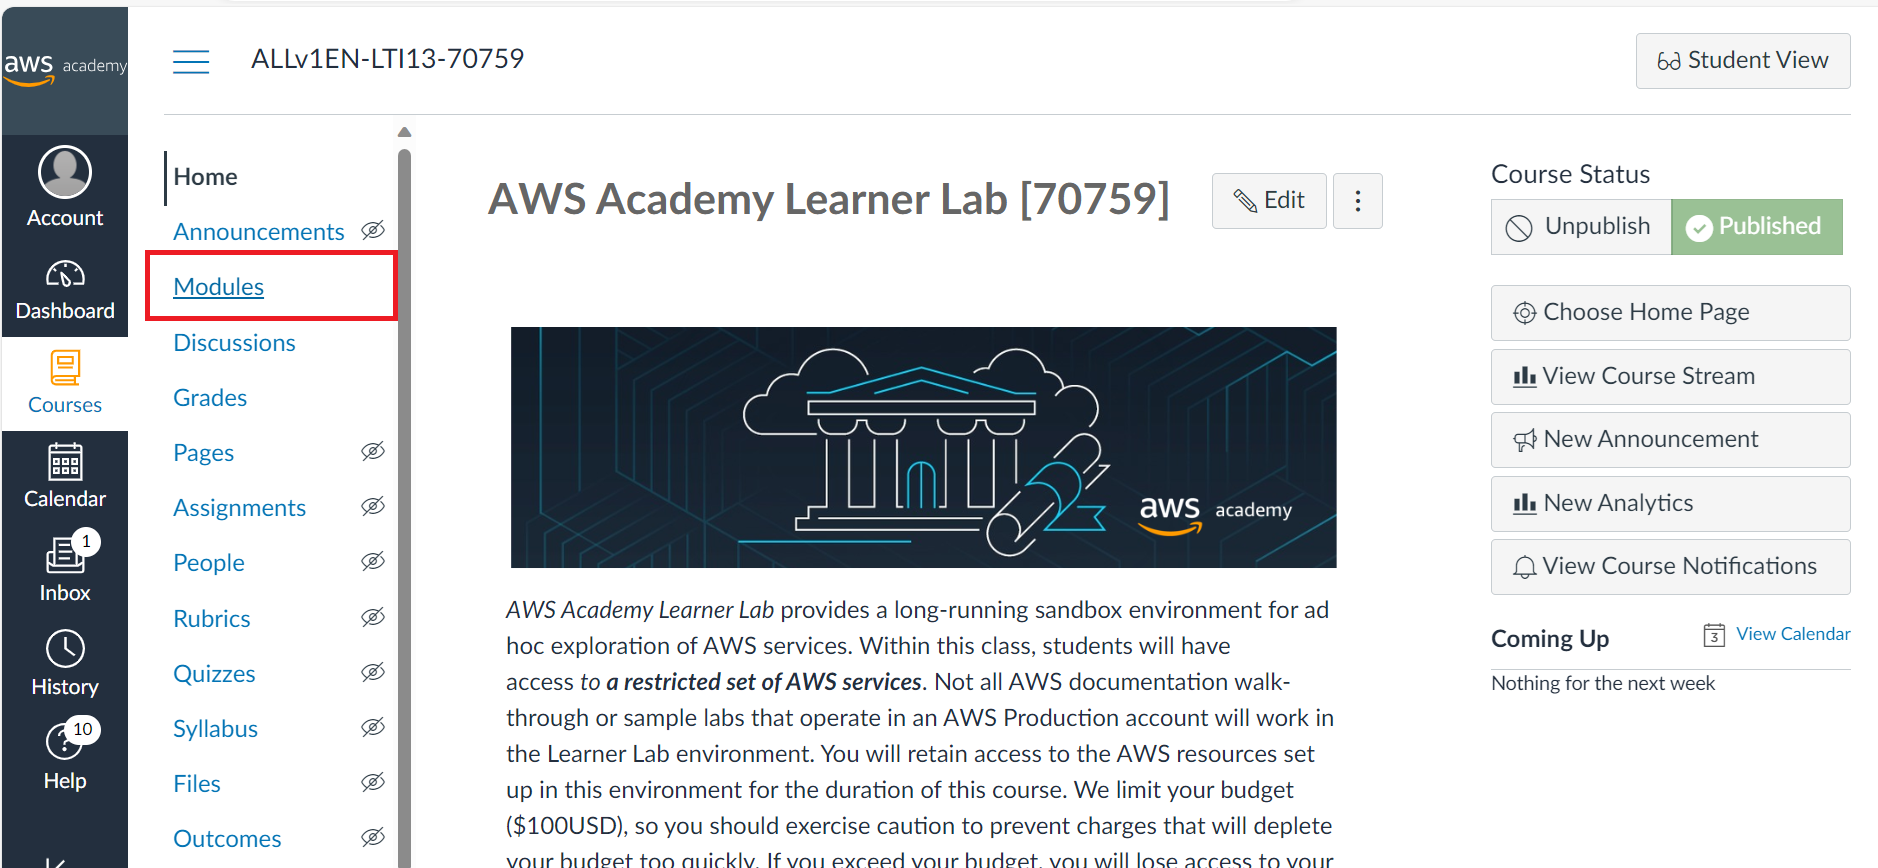 aws academy
ALLv1EN-LTI13-70759
Student View
Account
Dashboard
Courses
Calendar
1
Inbox
History
10
Help
Home
Announcements
Modules
Discussions
Grades
Pages
Assignments
People
Rubrics
Quizzes
Syllabus
Files
Outcomes
AWS Academy Learner Lab [70759]
Edit
aws academy
AWS Academy Learner Lab provides a long-running sandbox environment for ad
hoc exploration of AWS services. Within this class, students will have
access to a restricted set of AWS services. Not all AWS documentation walk-
through or sample labs that operate in an AWS Production account will work in
the Learner Lab environment. You will retain access to the AWS resources set
up in this environment for the duration of this course. We limit your budget
($100USD), so you should exercise caution to prevent charges that will deplete
your budget too quickly. If you exceed your budget, you will lose access to your
Course Status
Unpublish
Published
Choose Home Page
View Course Stream
New Announcement
New Analytics
View Course Notifications
Coming Up
3
View Calendar
Nothing for the next week